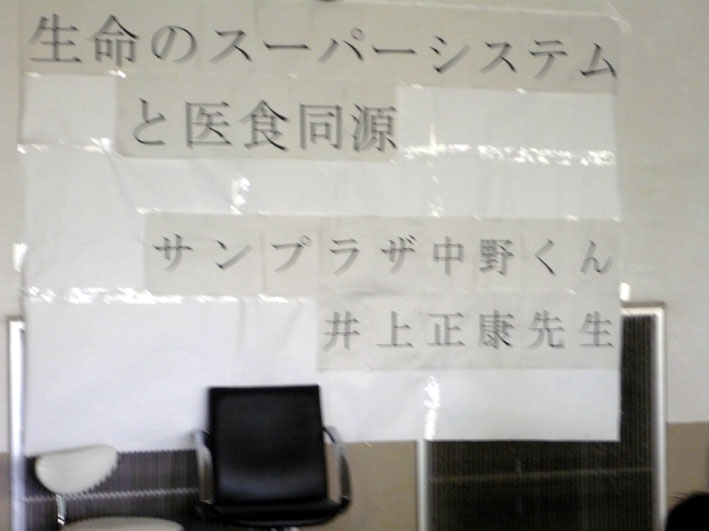 生命のスーパーシステム
と医食同源
サンプラザ中野くん
井上正康先生